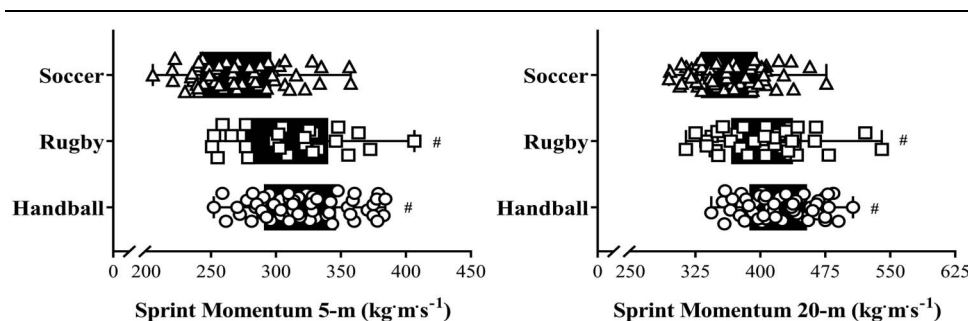 Soccer
Rugby
Handball
#
#
0 200 250 300 350 400 450
Sprint Momentum 5-m (kg·m·s⁻¹)
Soccer
Rugby
Handball
#
#
0 250 325 400 475 550 625
Sprint Momentum 20-m (kg·m·s⁻¹)